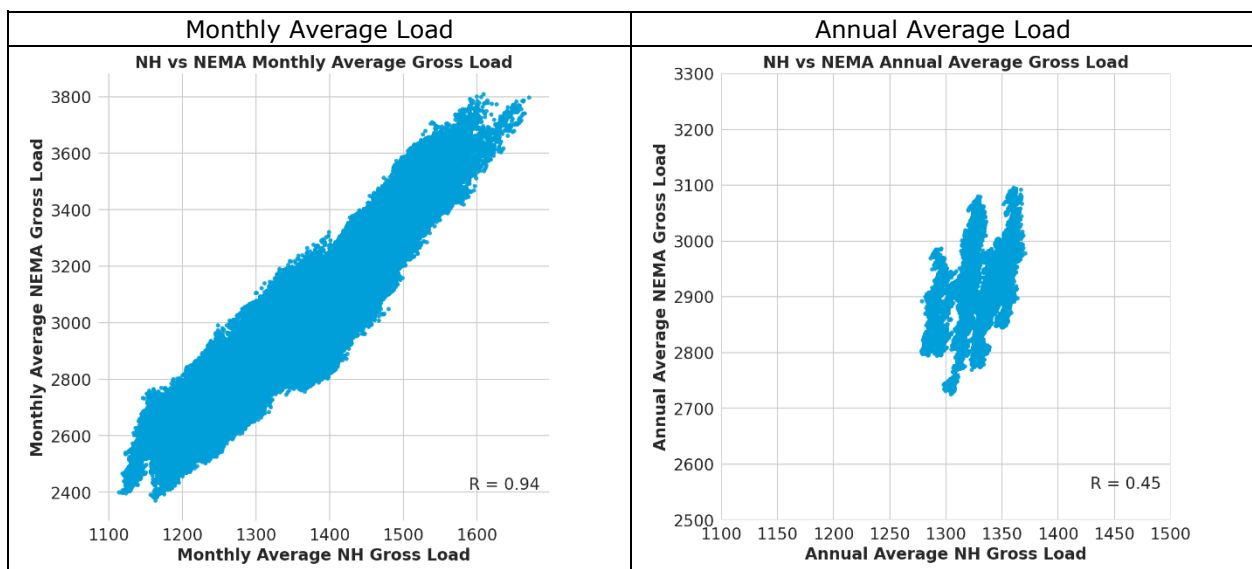 Monthly Average Load
NH vs NEMA Monthly Average Gross Load
Monthly Average NEMA Gross Load
3800
3600
3400
3200
3000
2800
2600
2400
R = 0.94
1100 1200 1300 1400 1500 1600
Monthly Average NH Gross Load
Annual Average Load
NH vs NEMA Annual Average Gross Load
Annual Average NEMA Gross Load
3300
3200
3100
3000
2900
2800
2700
2600
2500
R = 0.45
1100 1150 1200 1250 1300 1350 1400 1450 1500
Annual Average NH Gross Load